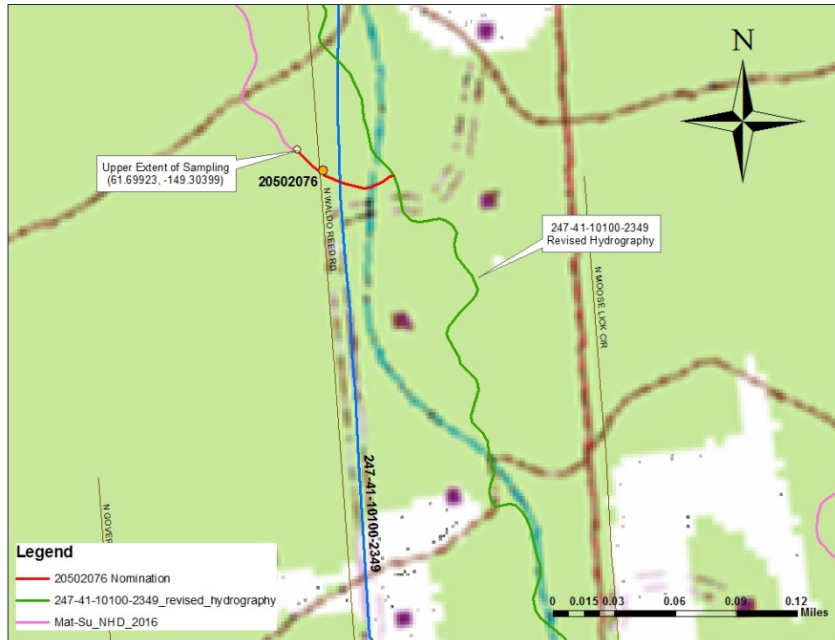 N
Upper Extent of Sampling
(61.69923, -149.30399)
20502076
N WALDO REED RD
247-41-10100-2349
Revised Hydrography
N MOOSE LICK CIR
247-41-10100-2349
N GOVER
Legend
20502076 Nomination
247-41-10100-2349_revised_hydrography
Mat-Su_NHD_2016
0 0.015 0.03 0.06 0.09 0.12
Miles